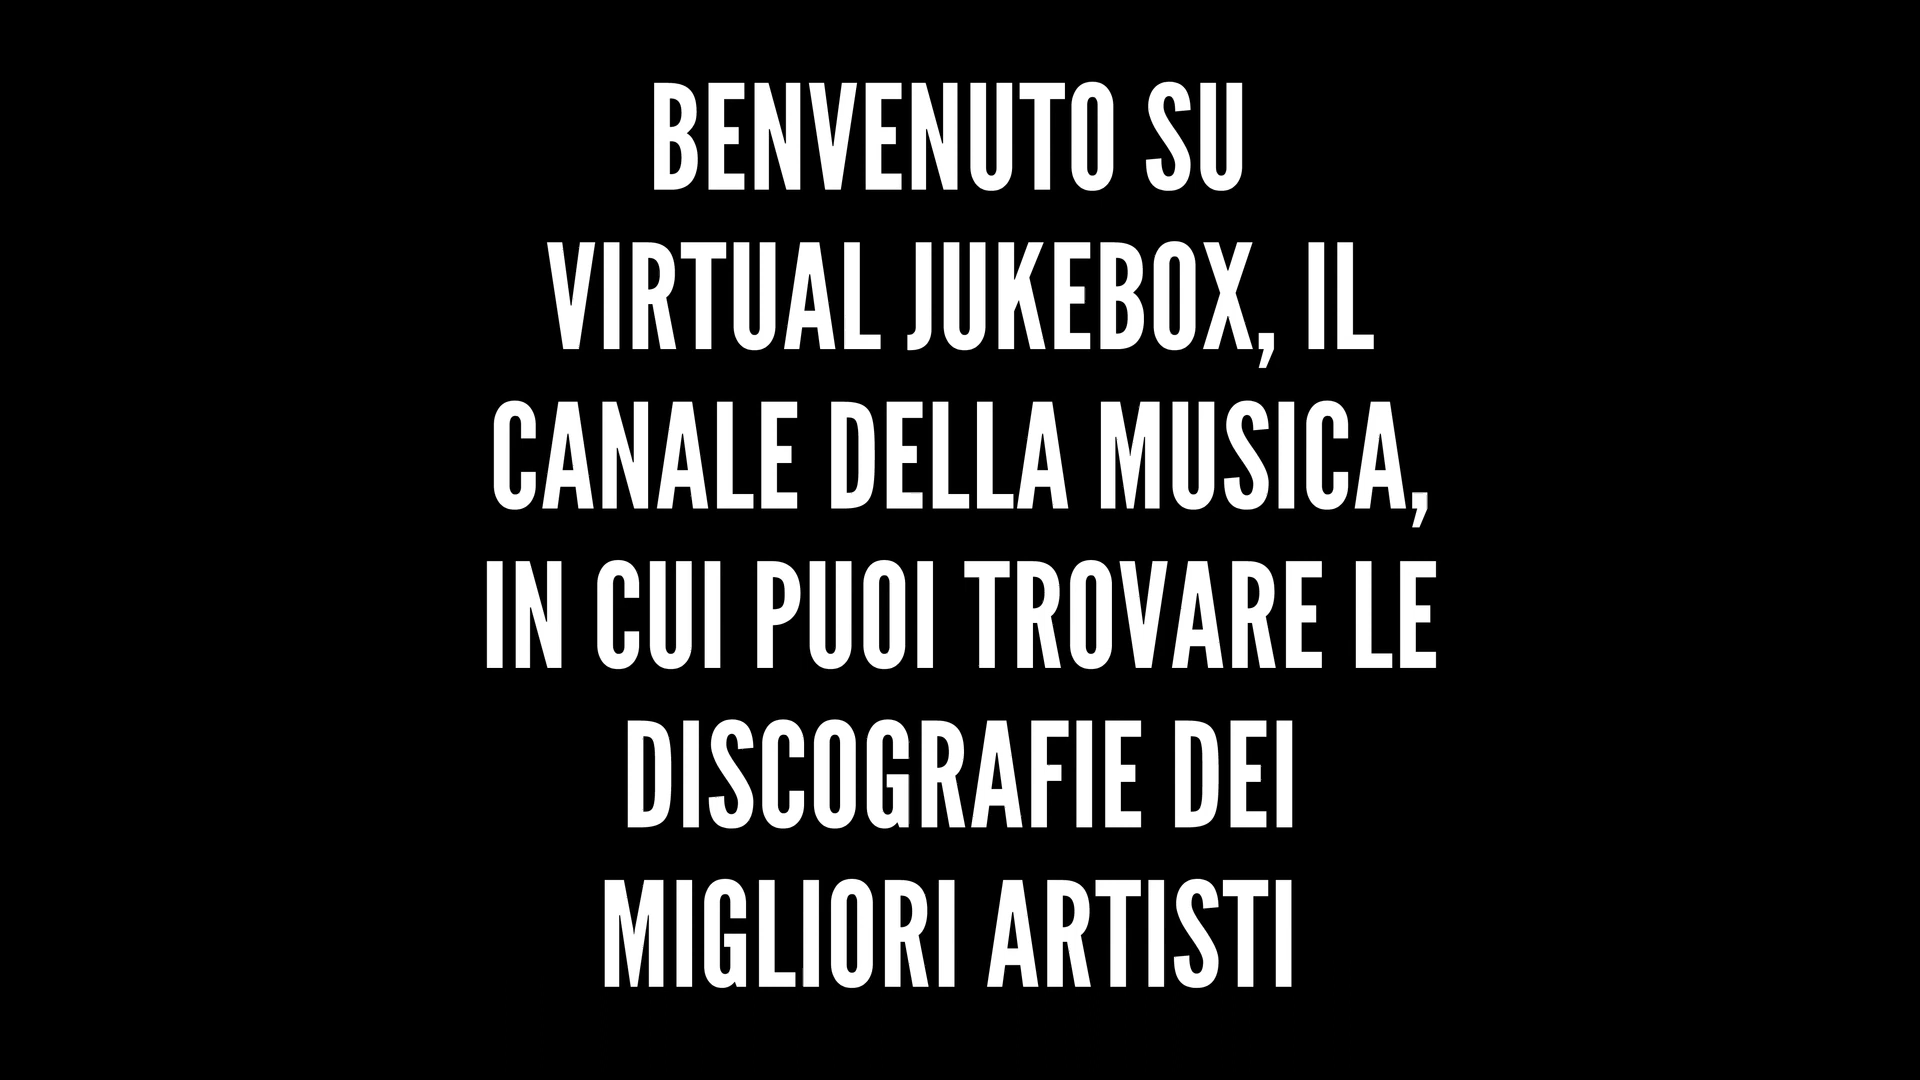 BENVENUTO SU
VIRTUAL JUKEBOX, IL
CANALE DELLA MUSICA,
IN CUI PUOI TROVARE LE
DISCOGRAFIE DEI
MIGLIORI ARTISTI